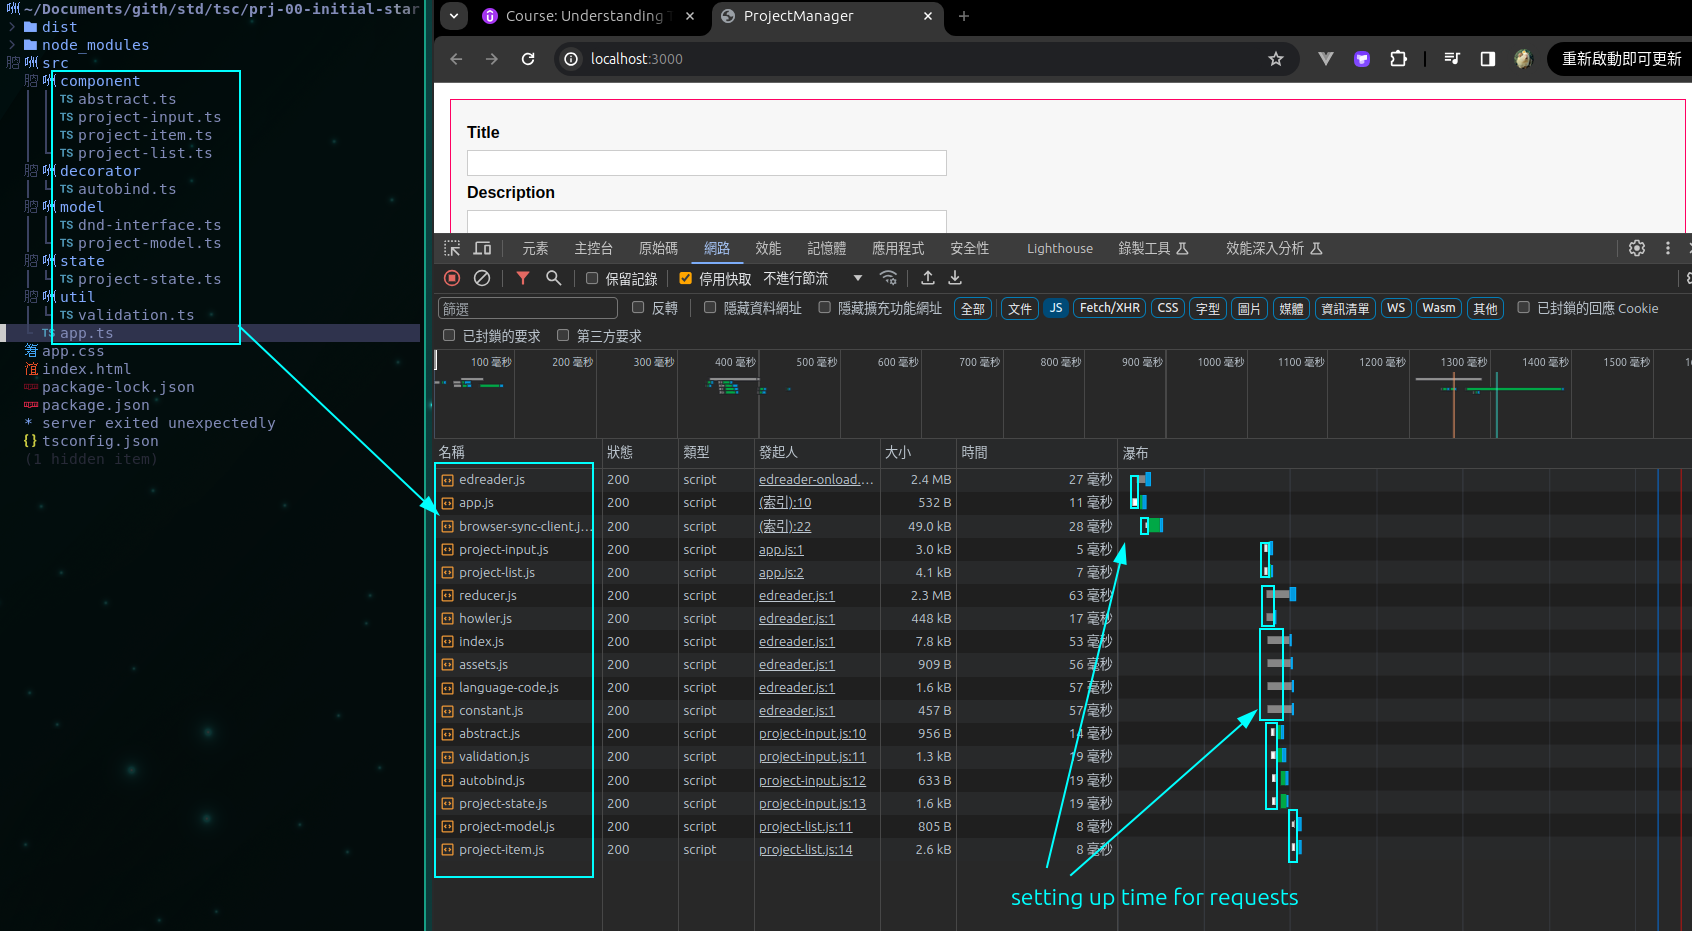 ~/Documents/gith/std/tsc/prj-00-initial-star
dist
node_modules
src
component
TS abstract.ts
TS project-input.ts
TS project-item.ts
TS project-list.ts
decorator
TS autobind.ts
model
TS dnd-interface.ts
TS project-model.ts
state
TS project-state.ts
util
TS validation.ts
TS app.ts
app.css
index.html
package-lock.json
package.json
* server exited unexpectedly
{} tsconfig.json
(1 hidden item)
Course: Understanding
ProjectManager
localhost:3000
重新啟動即可更新
Title
Description
元素 主控台 原始碼 網路 效能 記憶體 應用程式 安全性 Lighthouse 錄製工具 效能深入分析
保留記錄 停用快取 不進行節流
篩選 反轉 隱藏資料網址 隱藏擴充功能網址 全部 文件 JS Fetch/XHR CSS 字型 圖片 媒體 資訊清單 WS Wasm 其他 已封鎖的回應 Cookie
已封鎖的要求 第三方要求
100 毫秒 200 毫秒 300 毫秒 400 毫秒 500 毫秒 600 毫秒 700 毫秒 800 毫秒 900 毫秒 1000 毫秒 1100 毫秒 1200 毫秒 1300 毫秒 1400 毫秒 1500 毫秒
名稱 狀態 類型 發起人 大小 時間 瀑布
edreader.js 200 script edreader-onload.… 2.4 MB 27 毫秒
app.js 200 script (索引):10 532 B 11 毫秒
browser-sync-client.j… 200 script (索引):22 49.0 kB 28 毫秒
project-input.js 200 script app.js:1 3.0 kB 5 毫秒
project-list.js 200 script app.js:2 4.1 kB 7 毫秒
reducer.js 200 script edreader.js:1 2.3 MB 63 毫秒
howler.js 200 script edreader.js:1 448 kB 17 毫秒
index.js 200 script edreader.js:1 7.8 kB 53 毫秒
assets.js 200 script edreader.js:1 909 B 56 毫秒
language-code.js 200 script edreader.js:1 1.6 kB 57 毫秒
constant.js 200 script edreader.js:1 457 B 57 毫秒
abstract.js 200 script project-input.js:10 956 B 14 毫秒
validation.js 200 script project-input.js:11 1.3 kB 19 毫秒
autobind.js 200 script project-input.js:12 633 B 19 毫秒
project-state.js 200 script project-input.js:13 1.6 kB 19 毫秒
project-model.js 200 script project-list.js:11 805 B 8 毫秒
project-item.js 200 script project-list.js:14 2.6 kB 8 毫秒
setting up time for requests